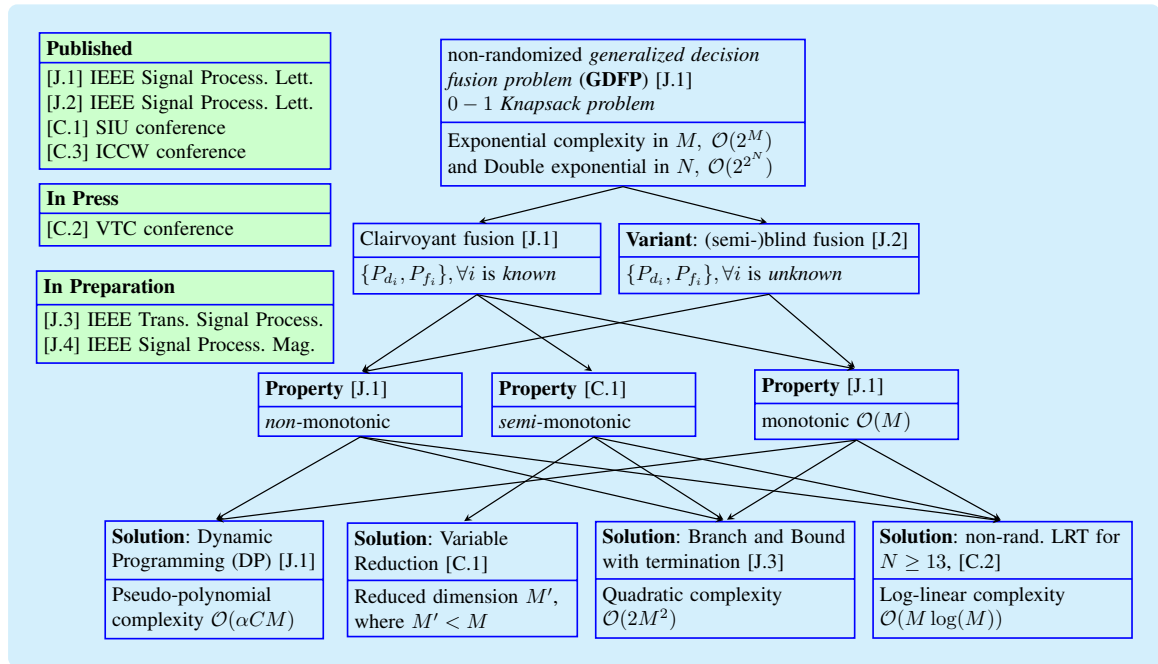 Published
[J.1] IEEE Signal Process. Lett.
[J.2] IEEE Signal Process. Lett.
[C.1] SIU conference
[C.3] ICCW conference
In Press
[C.2] VTC conference
In Preparation
[J.3] IEEE Trans. Signal Process.
[J.4] IEEE Signal Process. Mag.
non-randomized generalized decision
fusion problem (GDFP) [J.1]
0 − 1 Knapsack problem
Exponential complexity in M, O(2^M)
and Double exponential in N, O(2^{2^N})
Clairvoyant fusion [J.1]
{P_{d_i}, P_{f_i}}, ∀i is known
Variant: (semi-)blind fusion [J.2]
{P_{d_i}, P_{f_i}}, ∀i is unknown
Property [J.1]
non-monotonic
Property [C.1]
semi-monotonic
Property [J.1]
monotonic O(M)
Solution: Dynamic
Programming (DP) [J.1]
Pseudo-polynomial
complexity O(αCM)
Solution: Variable
Reduction [C.1]
Reduced dimension M′,
where M′ < M
Solution: Branch and Bound
with termination [J.3]
Quadratic complexity
O(2M²)
Solution: non-rand. LRT for
N ≥ 13, [C.2]
Log-linear complexity
O(M log(M))